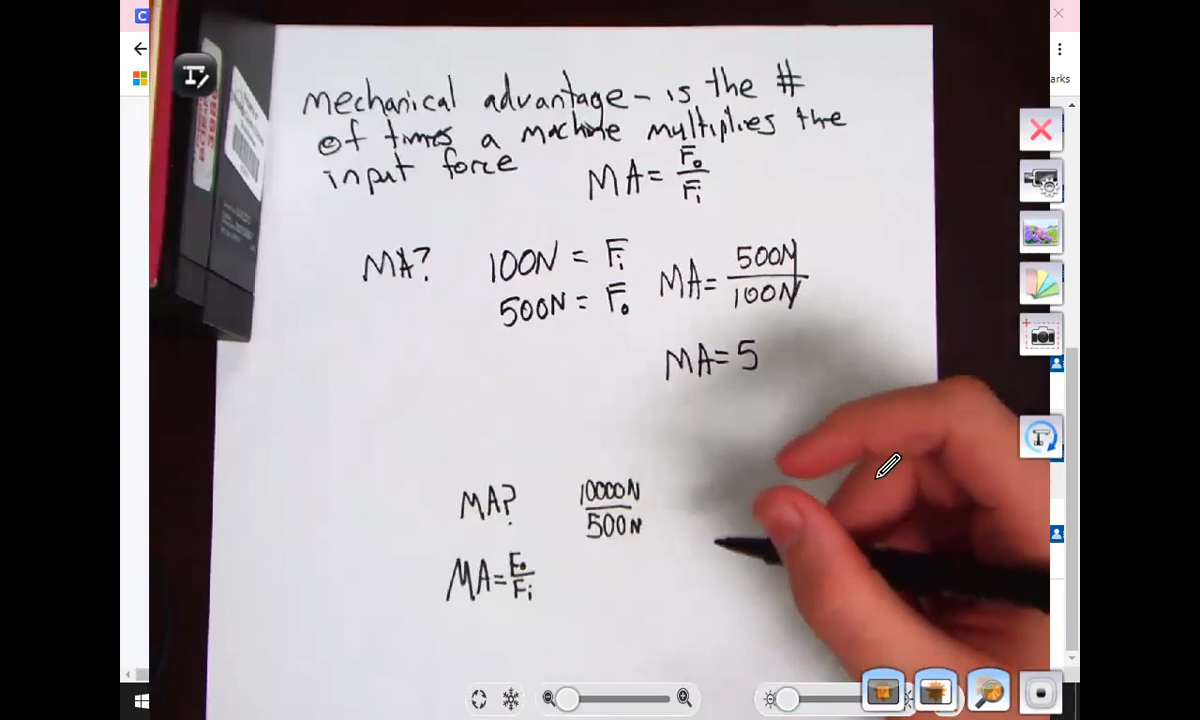 mechanical advantage - is the #
of times a machine multiplies the
input force
MA = Fo/Fi
MA? 100N = Fi
500N = Fo
MA = 500N/100N
MA = 5
MA? 10000N/500N
MA = Fo/Fi
arks